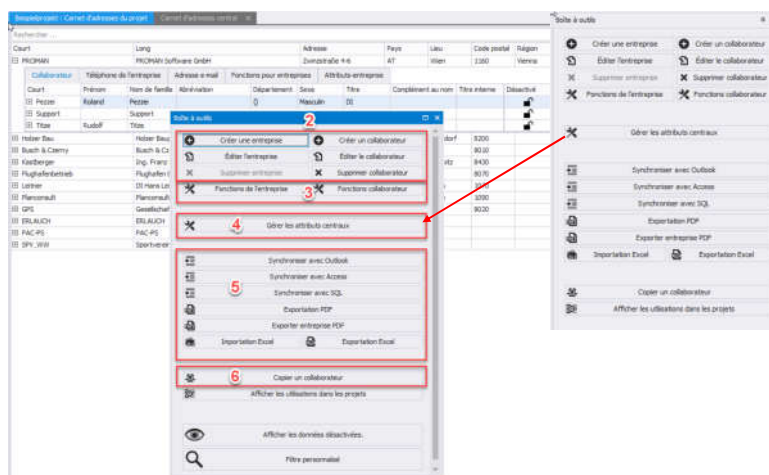 Beispielprojekt : Carnet d'adresses du projet Carnet d'adresses central ×
Rechercher ...
Court Long Adresse Pays Lieu Code postal Région
PROMAN PROMAN Software GmbH Zwinzstraße 4-6 AT Wien 1160 Vienna
Collaborateur Téléphone de l'entreprise Adresse e-mail Fonctions pour entreprises Attributs entreprise
Court Prénom Nom de famille Abréviation Département Sexe Titre Complément au nom Titre interne Désactivé
Pezzei Roland Pezzei () Masculin DI
Support Support
Titze Rudolf Titze
Holzer Bau Holzer Bau 8200
Busch & Czerny Busch & Cz 8010
Kastberger Ing. Franz 8430
Flughafenbetrieb Flughafen 8070
Leitner DI Hans Lei
Planconsult Planconsult 1090
GPS Gesellschaf 8020
ERLAUCH ERLAUCH
PAC-PS PAC-PS
SPV_WW Sportverein
Boîte à outils
2
Créer une entreprise Créer un collaborateur
Éditer l'entreprise Éditer le collaborateur
Supprimer entreprise Supprimer collaborateur
3
Fonctions de l'entreprise Fonctions collaborateur
4
Gérer les attributs centraux
5
Synchroniser avec Outlook
Synchroniser avec Access
Synchroniser avec SQL
Exportation PDF
Exporter entreprise PDF
Importation Excel Exportation Excel
6
Copier un collaborateur
Afficher les utilisations dans les projets
Afficher les données désactivées.
Filtre personnalisé
Boîte à outils
Créer une entreprise Créer un collaborateur
Éditer l'entreprise Éditer le collaborateur
Supprimer entreprise Supprimer collaborateur
Fonctions de l'entreprise Fonctions collaborateur
Gérer les attributs centraux
Synchroniser avec Outlook
Synchroniser avec Access
Synchroniser avec SQL
Exportation PDF
Exporter entreprise PDF
Importation Excel Exportation Excel
Copier un collaborateur
Afficher les utilisations dans les projets